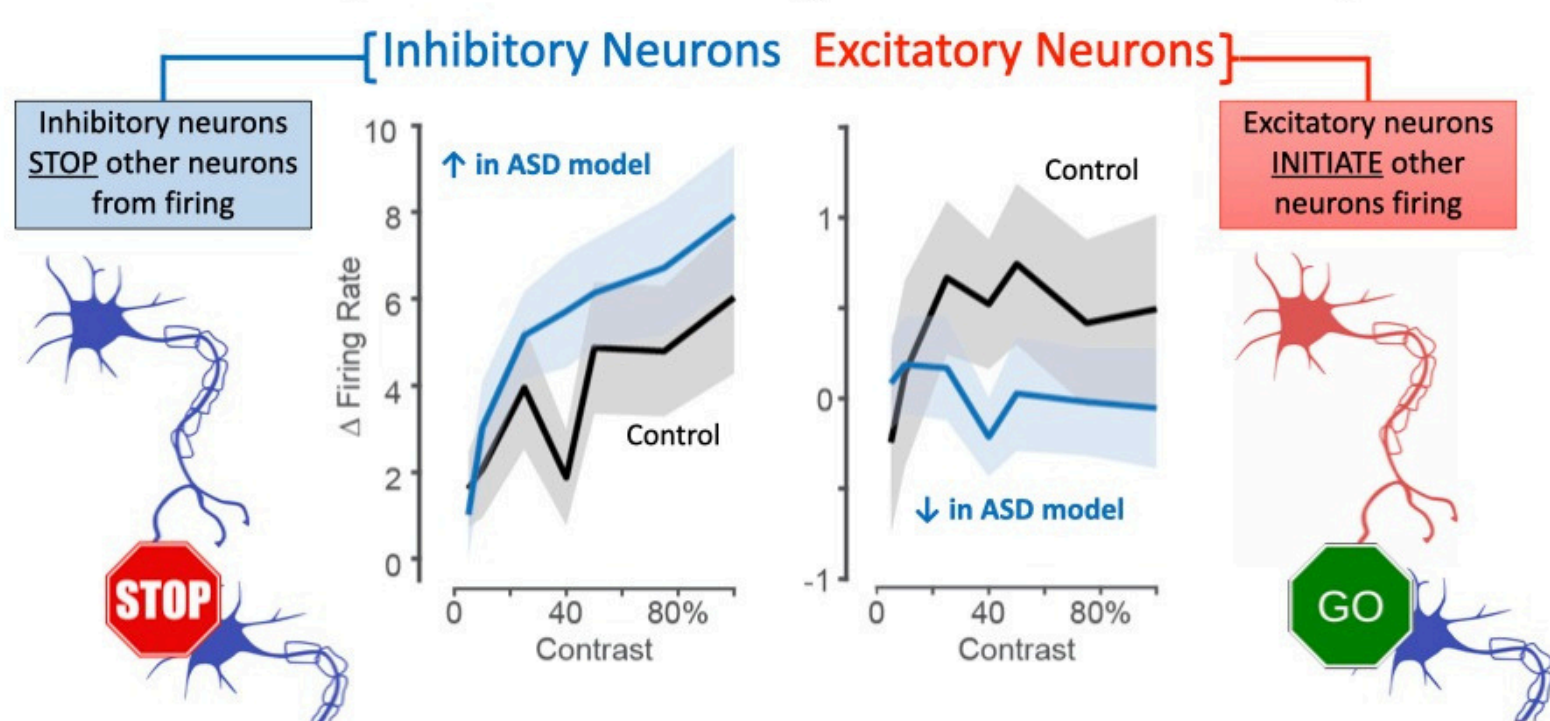 Inhibitory Neurons
Excitatory Neurons
Inhibitory neurons
STOP other neurons
from firing
STOP
Δ Firing Rate
10
8
6
4
2
0
↑ in ASD model
Control
0 40 80%
Contrast
1
0
-1
Control
↓ in ASD model
0 40 80%
Contrast
Excitatory neurons
INITIATE other
neurons firing
GO